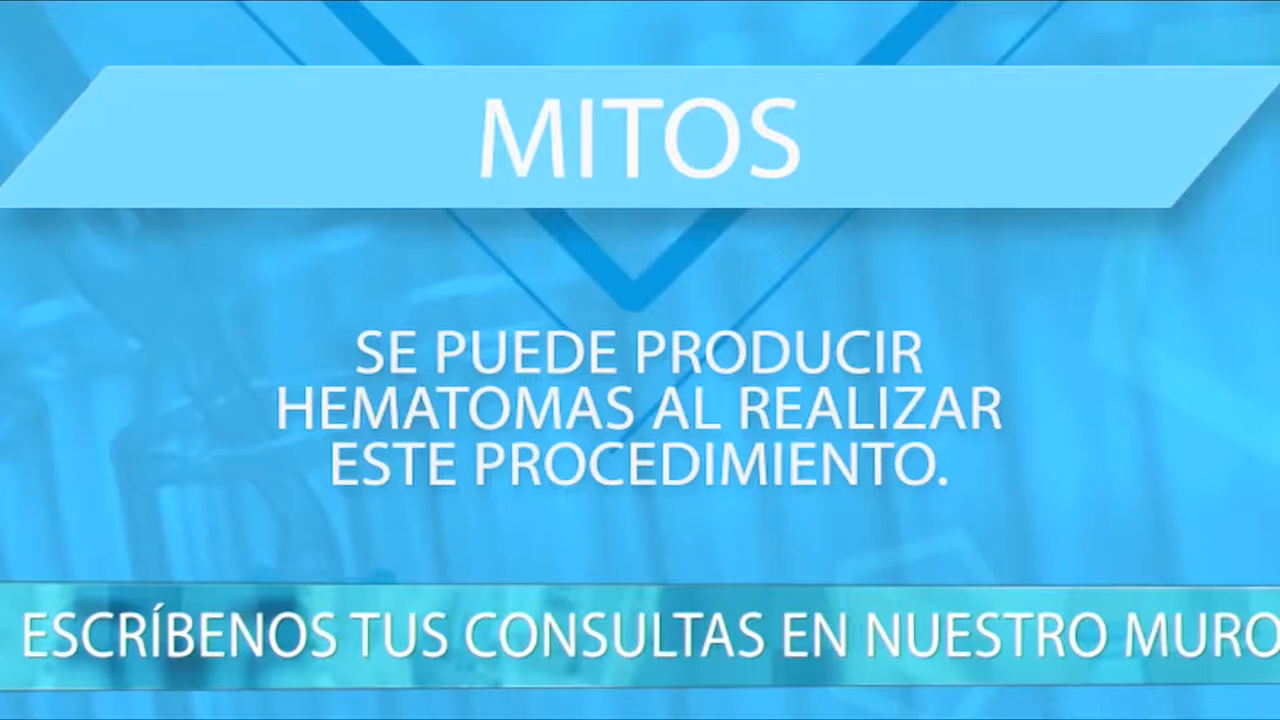 MITOS
SE PUEDE PRODUCIR
HEMATOMAS AL REALIZAR
ESTE PROCEDIMIENTO.
ESCRÍBENOS TUS CONSULTAS EN NUESTRO MURO